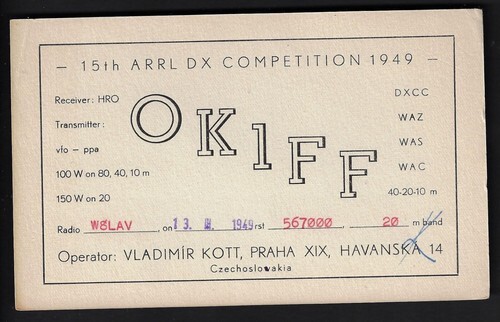 — 15th ARRL DX COMPETITION 1949 —
Receiver: HRO
Transmitter:
vfo – ppa
100 W on 80, 40, 10 m
150 W on 20
OK1FF
DXCC
WAZ
WAS
WAC
40-20-10 m
Radio W8LAV, on 13. III. 1949 rst 567000, 20 m band
Operator: VLADIMÍR KOTT, PRAHA XIX, HAVANSKÁ 14
Czechoslovakia